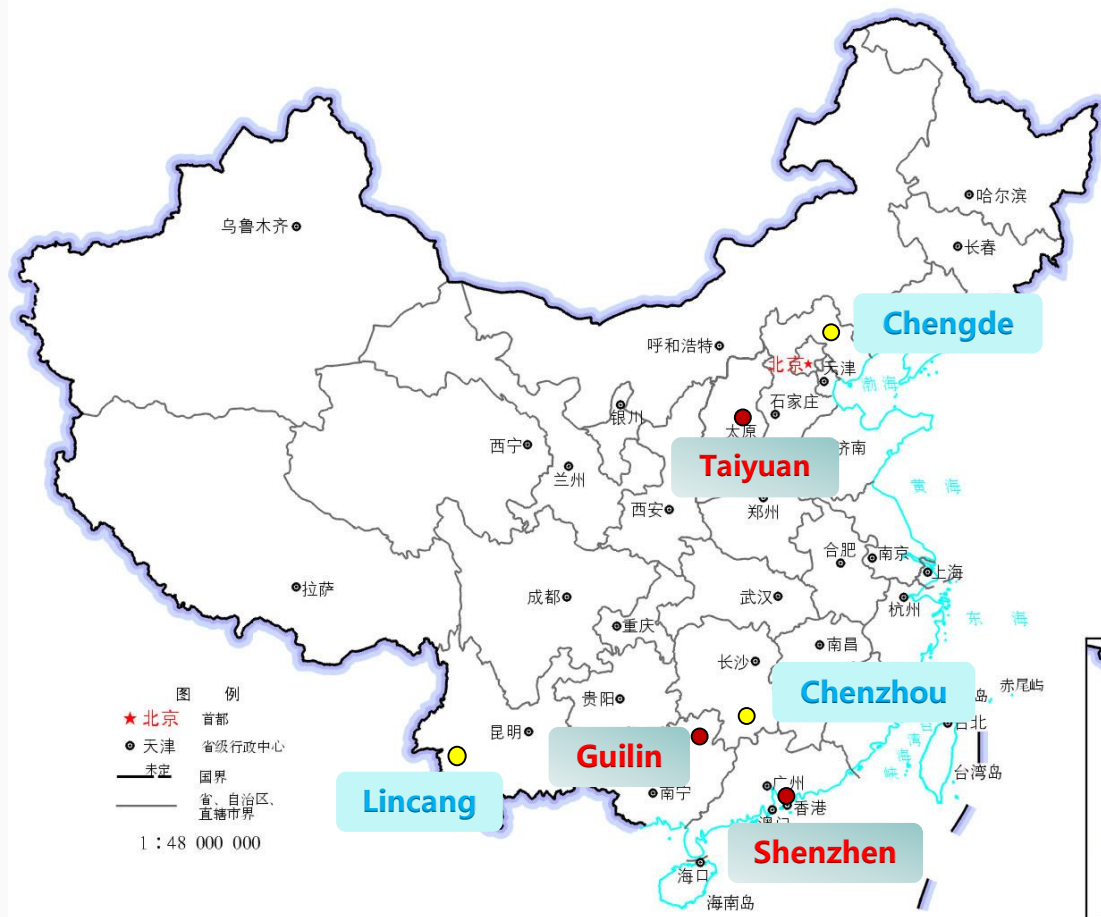 哈尔滨
乌鲁木齐
长春
Chengde
呼和浩特
北京
天津
渤海
石家庄
银川
太原
济南
西宁
Taiyuan
兰州
黄海
西安
郑州
合肥
南京
上海
拉萨
成都
武汉
杭州
东海
重庆
南昌
长沙
赤尾屿
Chenzhou
岛
图例
贵阳
北京 首都
台北
昆明
天津 省级行政中心
Guilin
未定 国界
台湾岛
Lincang
南宁
广州
省、自治区、
直辖市界
香港
澳门
1:48 000 000
Shenzhen
海口
海南岛